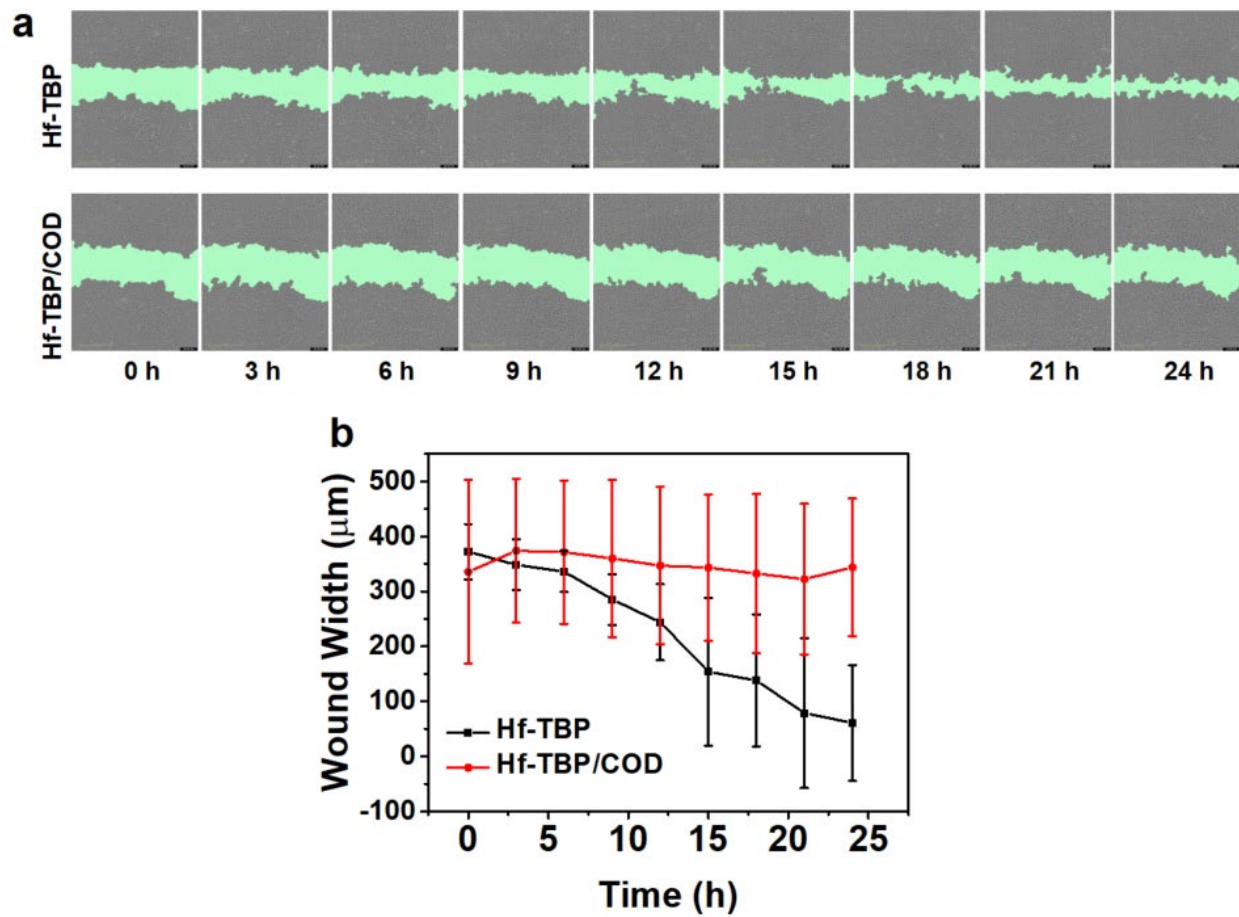 a
Hf-TBP
Hf-TBP/COD
0 h 3 h 6 h 9 h 12 h 15 h 18 h 21 h 24 h
b
Wound Width (μm)
500
400
300
200
100
0
-100
Hf-TBP
Hf-TBP/COD
0 5 10 15 20 25
Time (h)